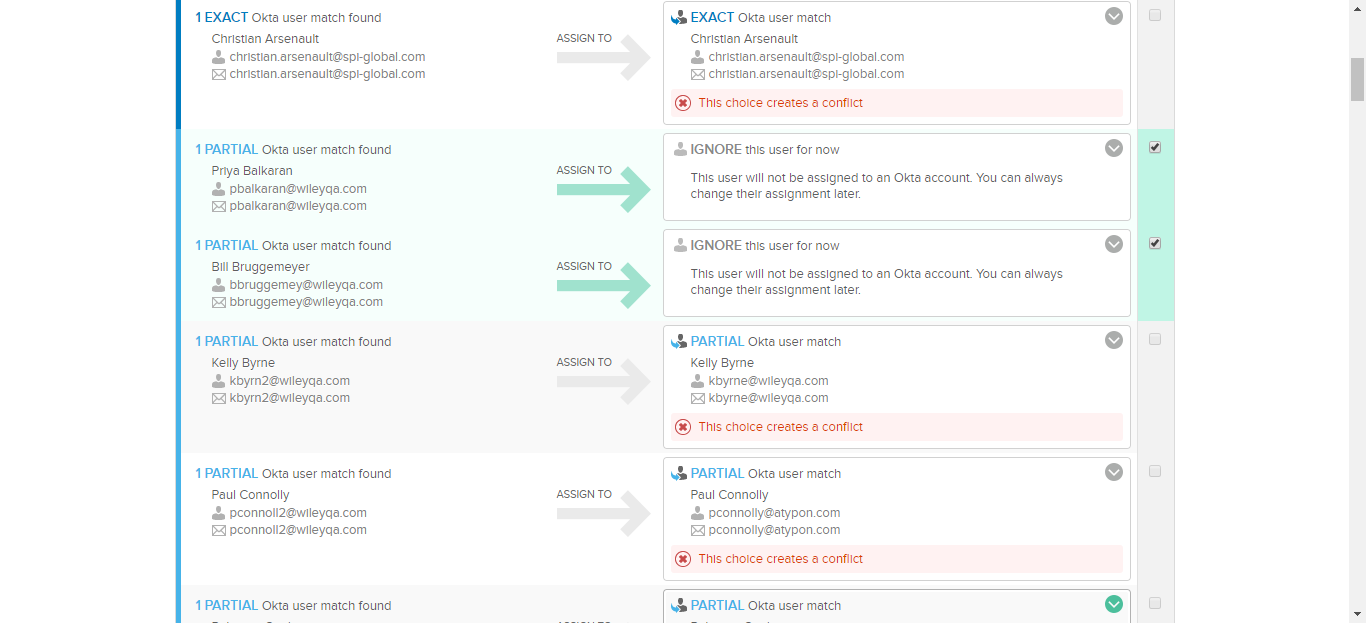 1 EXACT Okta user match found
Christian Arsenault
christian.arsenault@spi-global.com
christian.arsenault@spi-global.com
ASSIGN TO
EXACT Okta user match
Christian Arsenault
christian.arsenault@spi-global.com
christian.arsenault@spi-global.com
This choice creates a conflict
1 PARTIAL Okta user match found
Priya Balkaran
pbalkaran@wileyqa.com
pbalkaran@wileyqa.com
ASSIGN TO
IGNORE this user for now
This user will not be assigned to an Okta account. You can always
change their assignment later.
1 PARTIAL Okta user match found
Bill Bruggemeyer
bbruggemey@wileyqa.com
bbruggemey@wileyqa.com
ASSIGN TO
IGNORE this user for now
This user will not be assigned to an Okta account. You can always
change their assignment later.
1 PARTIAL Okta user match found
Kelly Byrne
kbyrn2@wileyqa.com
kbyrn2@wileyqa.com
ASSIGN TO
PARTIAL Okta user match
Kelly Byrne
kbyrne@wileyqa.com
kbyrne@wileyqa.com
This choice creates a conflict
1 PARTIAL Okta user match found
Paul Connolly
pconnoll2@wileyqa.com
pconnoll2@wileyqa.com
ASSIGN TO
PARTIAL Okta user match
Paul Connolly
pconnolly@atypon.com
pconnolly@atypon.com
This choice creates a conflict
1 PARTIAL Okta user match found
PARTIAL Okta user match